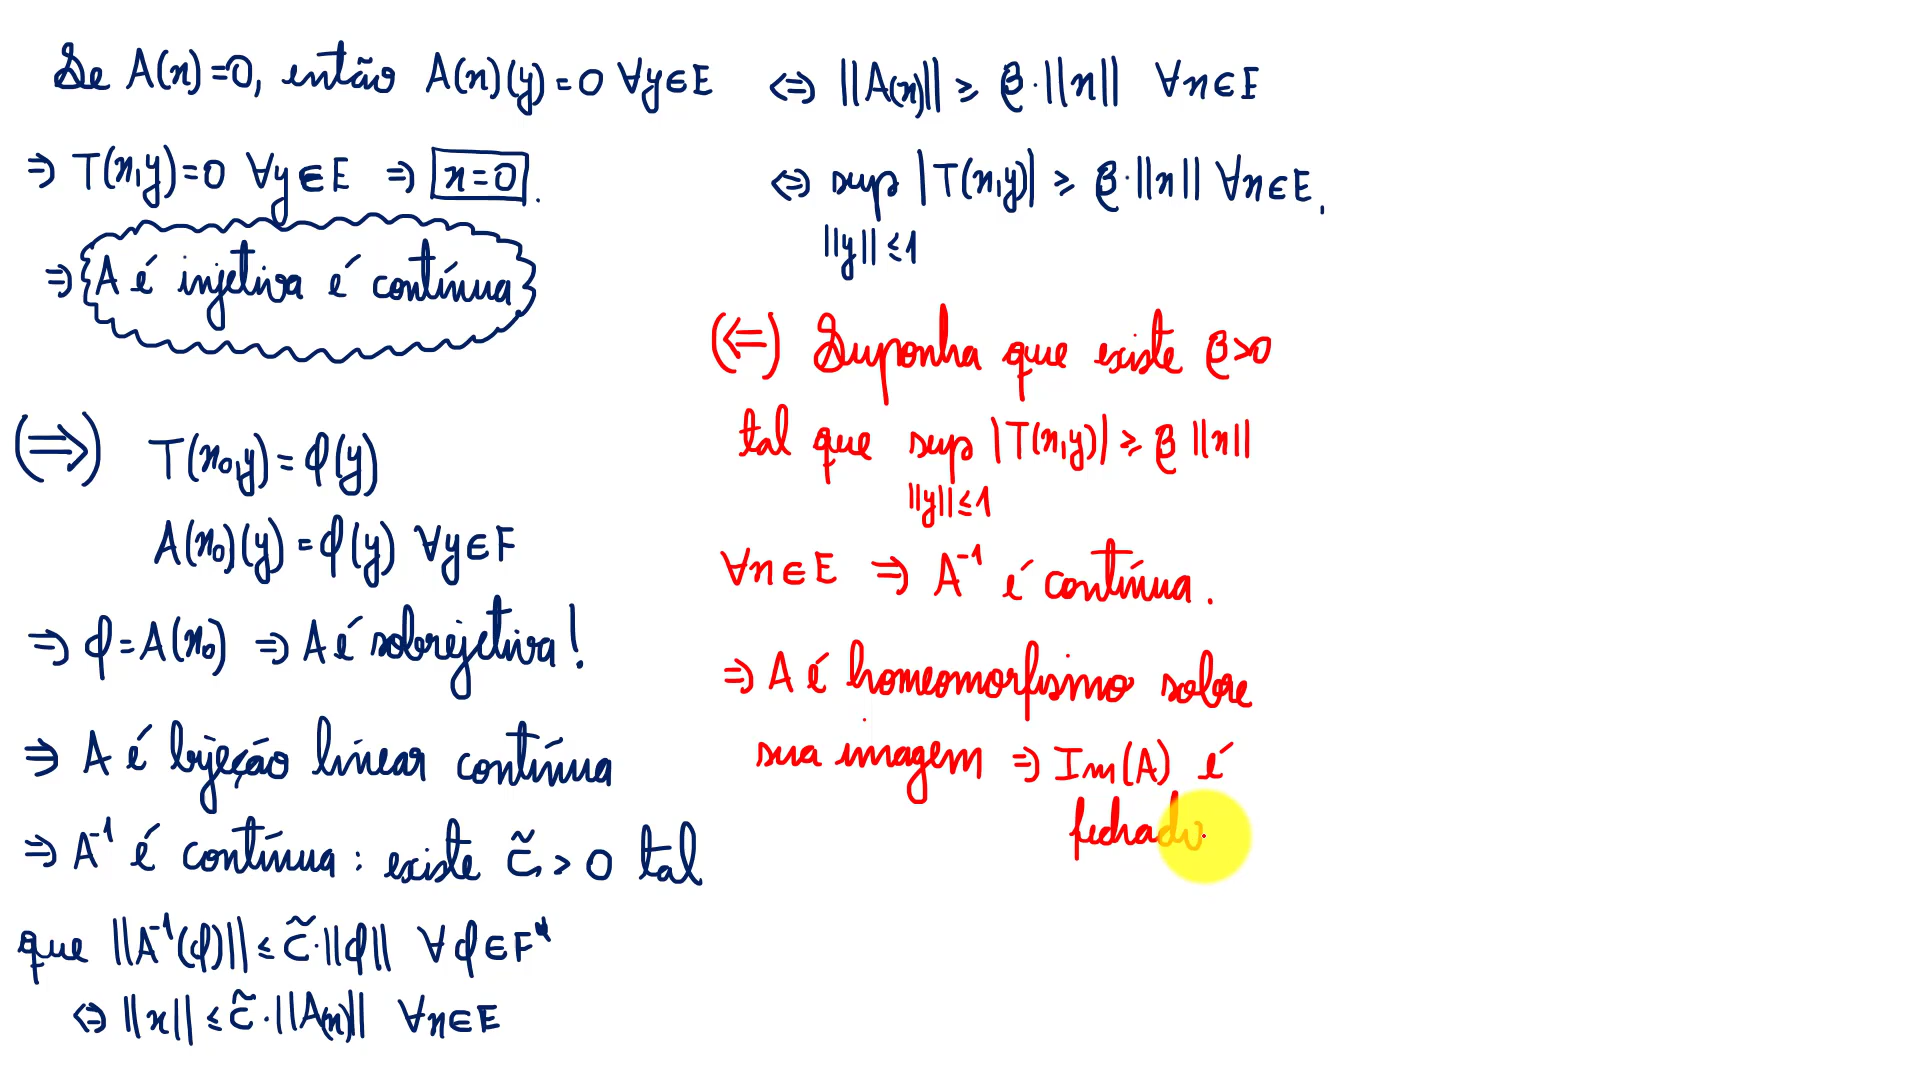 Se A(x)=0, então A(x)(y)=0 ∀y∈E
⇒ T(x,y)=0 ∀y∈E ⇒ x=0.
⇒ A é injetiva é contínua
(⇒) T(x₀,y)=φ(y)
A(x₀)(y)=φ(y) ∀y∈F
⇒ φ=A(x₀) ⇒ A é sobrejetiva!
⇒ A é bijeção linear contínua
⇒ A⁻¹ é contínua: existe c̃>0 tal
que ||A⁻¹(φ)|| ≤ c̃·||φ|| ∀φ∈F*
⇔ ||x|| ≤ c̃·||A(x)|| ∀x∈E
⇔ ||A(x)|| ≥ β·||x|| ∀x∈E
⇔ sup |T(x,y)| ≥ β·||x|| ∀x∈E.
||y||≤1
(⇐) Suponha que existe β>0
tal que sup |T(x,y)| ≥ β ||x||
||y||≤1
∀x∈E ⇒ A⁻¹ é contínua.
⇒ A é homeomorfismo sobre
sua imagem ⇒ Im(A) é
fechado